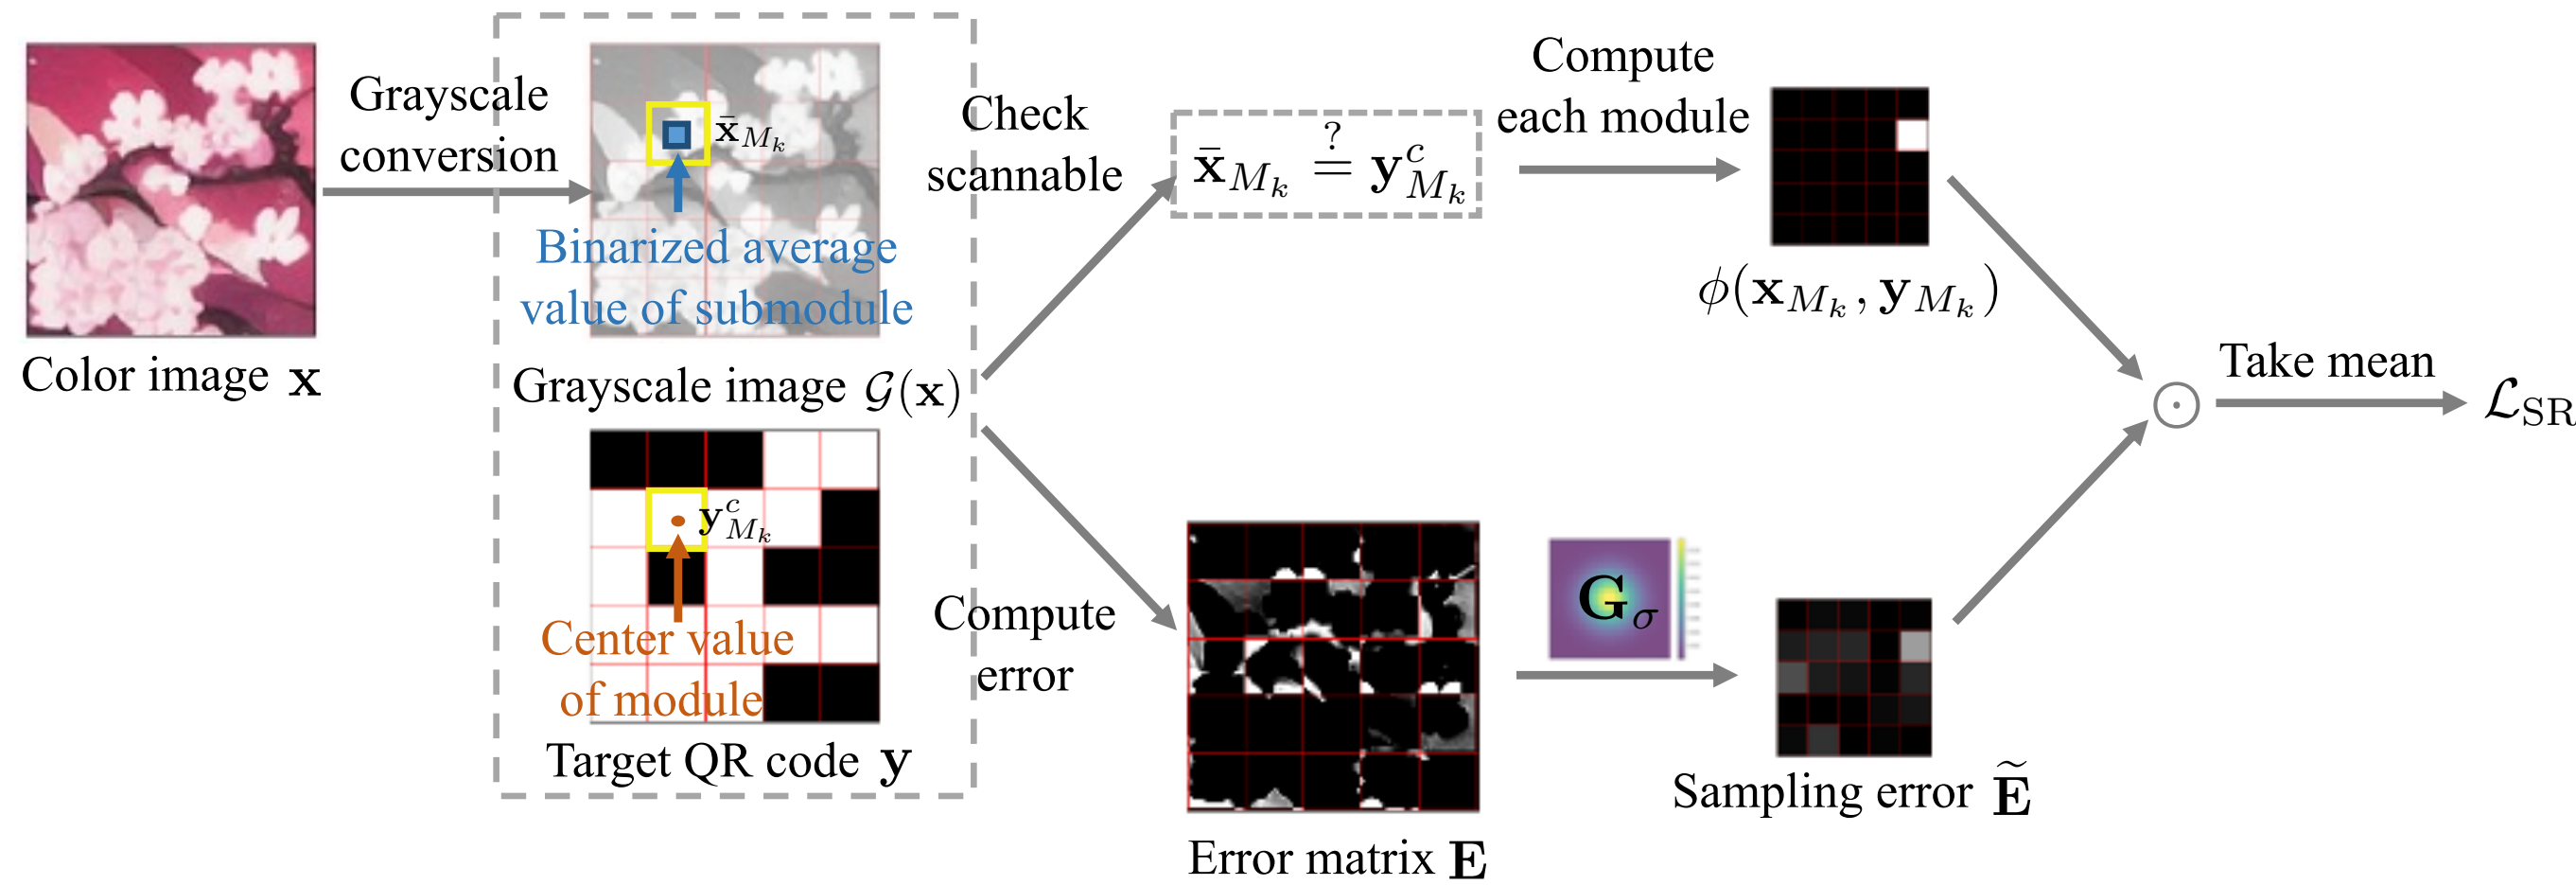 Grayscale
conversion
Color image x
x̄_{M_k}
Binarized average
value of submodule
Grayscale image 𝒢(x)
y^c_{M_k}
Center value
of module
Target QR code y
Check
scannable
x̄_{M_k} ≟ y^c_{M_k}
Compute
each module
ϕ(x_{M_k}, y_{M_k})
Compute
error
Error matrix E
G_σ
Sampling error Ẽ
⊙
Take mean
ℒ_{SR}